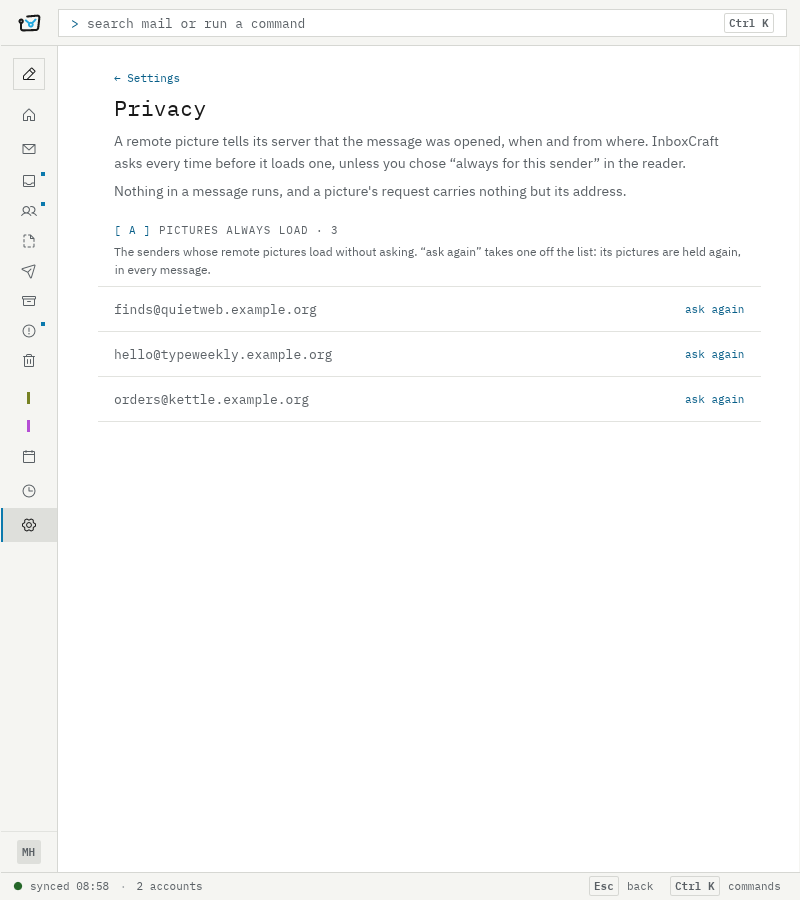 > search mail or run a command
Ctrl K
← Settings
Privacy
A remote picture tells its server that the message was opened, when and from where. InboxCraft
asks every time before it loads one, unless you chose “always for this sender” in the reader.
Nothing in a message runs, and a picture's request carries nothing but its address.
[ A ] PICTURES ALWAYS LOAD · 3
The senders whose remote pictures load without asking. “ask again” takes one off the list: its pictures are held again,
in every message.
finds@quietweb.example.org ask again
hello@typeweekly.example.org ask again
orders@kettle.example.org ask again
MH
synced 08:58 · 2 accounts
Esc back Ctrl K commands